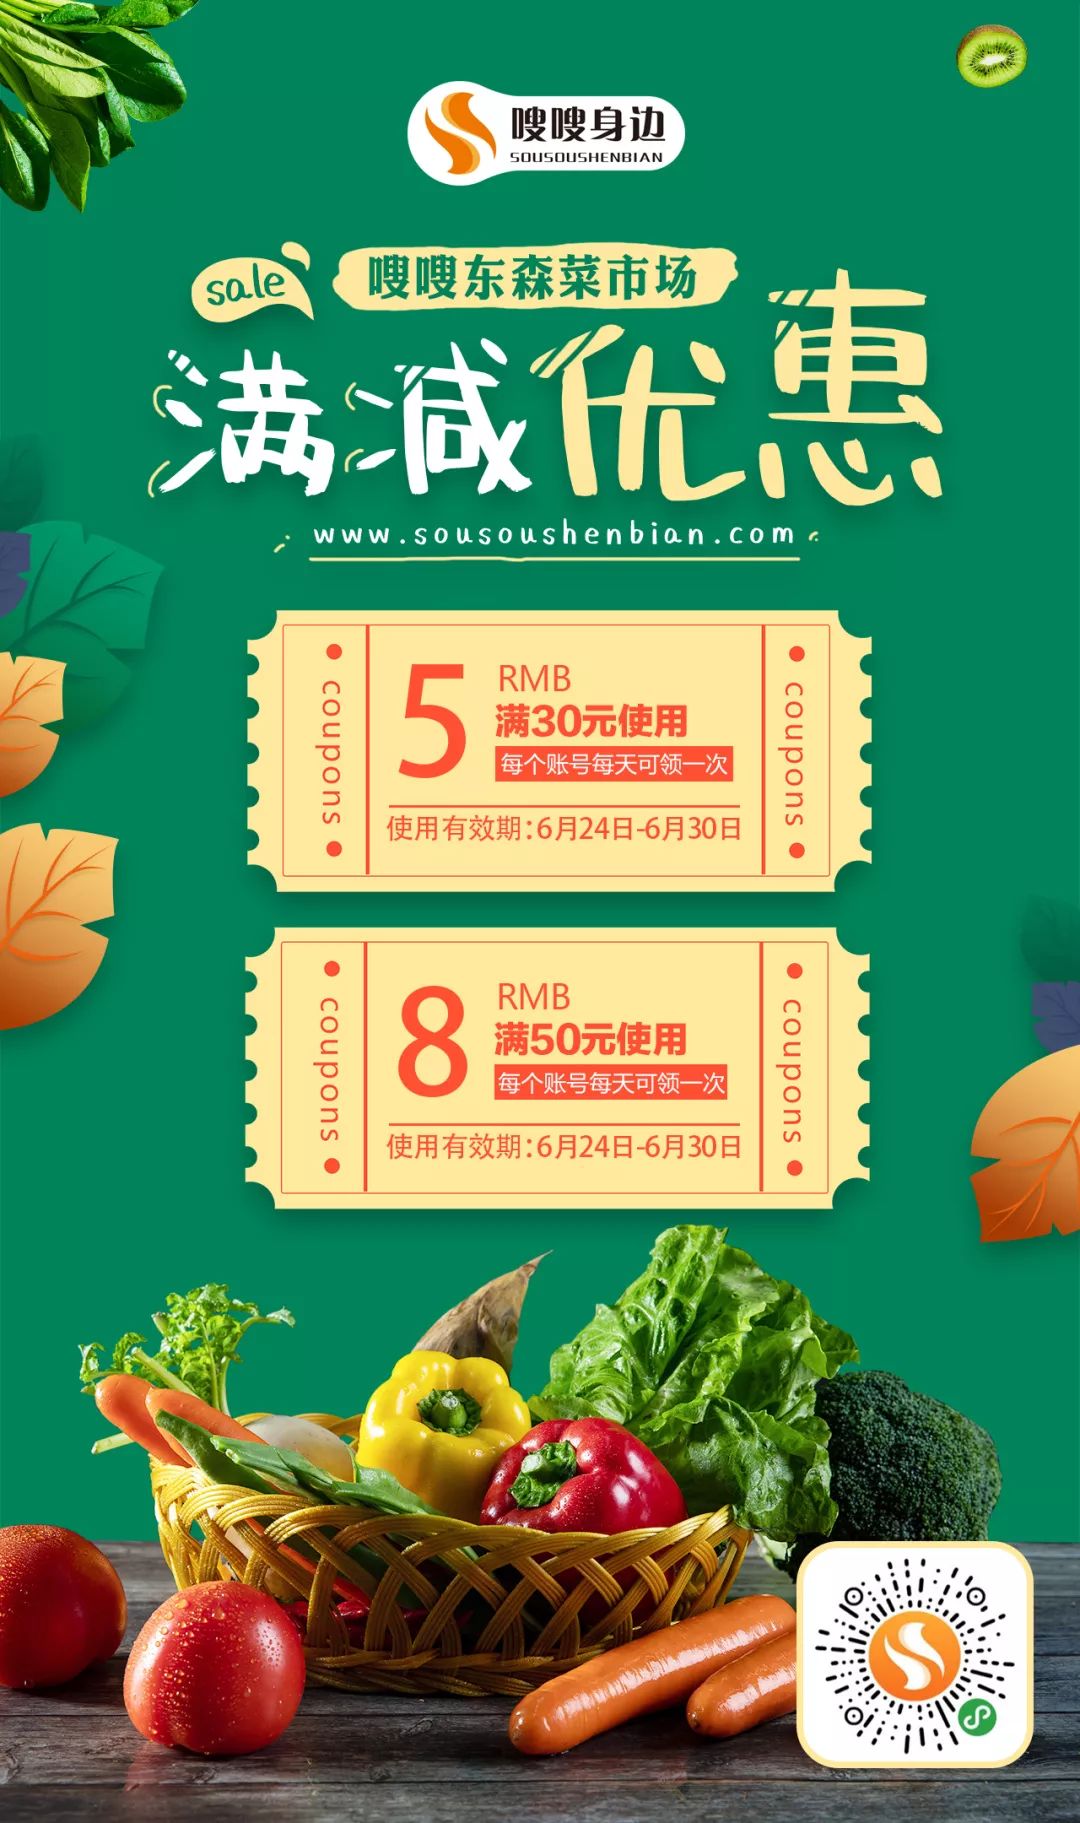 嗖嗖身边
SOUSOUSHENBIAN
sale
嗖嗖东森菜市场
满减优惠
www.sousoushenbian.com
coupons
5
RMB
满30元使用
每个账号每天可领一次
使用有效期:6月24日-6月30日
coupons
coupons
8
RMB
满50元使用
每个账号每天可领一次
使用有效期:6月24日-6月30日
coupons